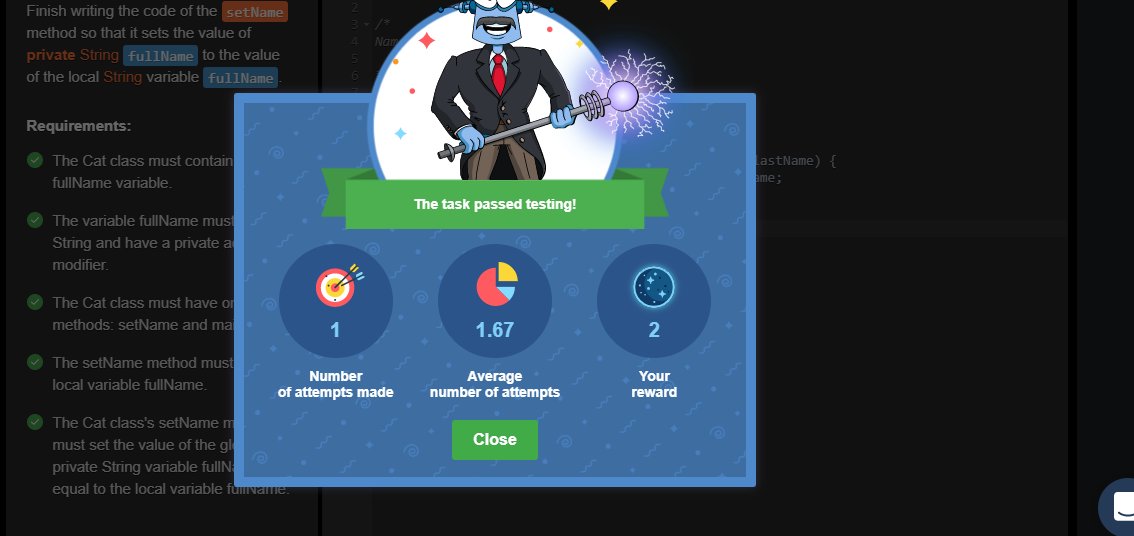 Finish writing the code of the setName
method so that it sets the value of
private String fullName to the value
of the local String variable fullName.
Requirements:
The Cat class must contain
fullName variable.
The variable fullName must
String and have a private
modifier.
The Cat class must have
methods: setName and
The setName method must
local variable fullName.
The Cat class's setName
must set the value of the
private String variable
equal to the local variable fullName.
2
3 /*
4
5
6
lastName) {
The task passed testing!
1
Number
of attempts made
1.67
Average
number of attempts
2
Your
reward
Close